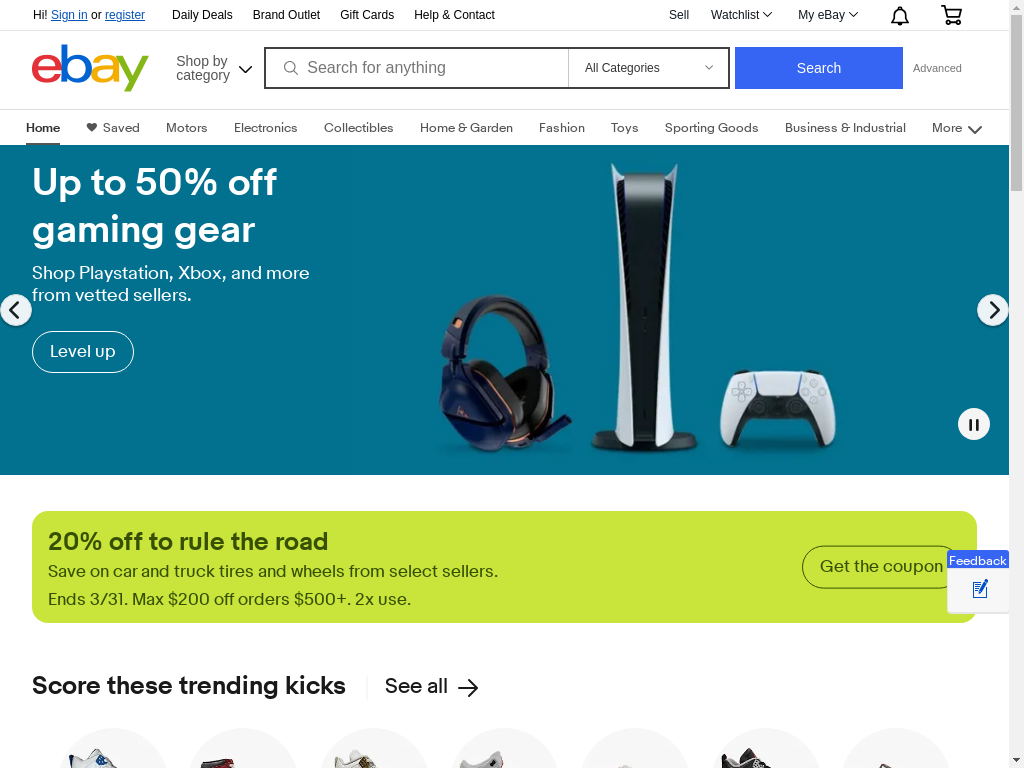 Hi! Sign in or register
Daily Deals
Brand Outlet
Gift Cards
Help & Contact
Sell
Watchlist
My eBay
ebay
Shop by
category
Search for anything
All Categories
Search
Advanced
Home
Saved
Motors
Electronics
Collectibles
Home & Garden
Fashion
Toys
Sporting Goods
Business & Industrial
More
Up to 50% off
gaming gear
Shop Playstation, Xbox, and more
from vetted sellers.
Level up
20% off to rule the road
Save on car and truck tires and wheels from select sellers.
Ends 3/31. Max $200 off orders $500+. 2x use.
Get the coupon
Feedback
Score these trending kicks
See all